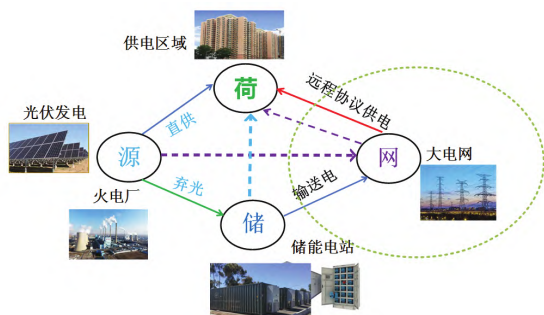 供电区域
荷
远程协议供电
光伏发电
直供
源
网
大电网
火电厂
弃光
输送电
储
储能电站